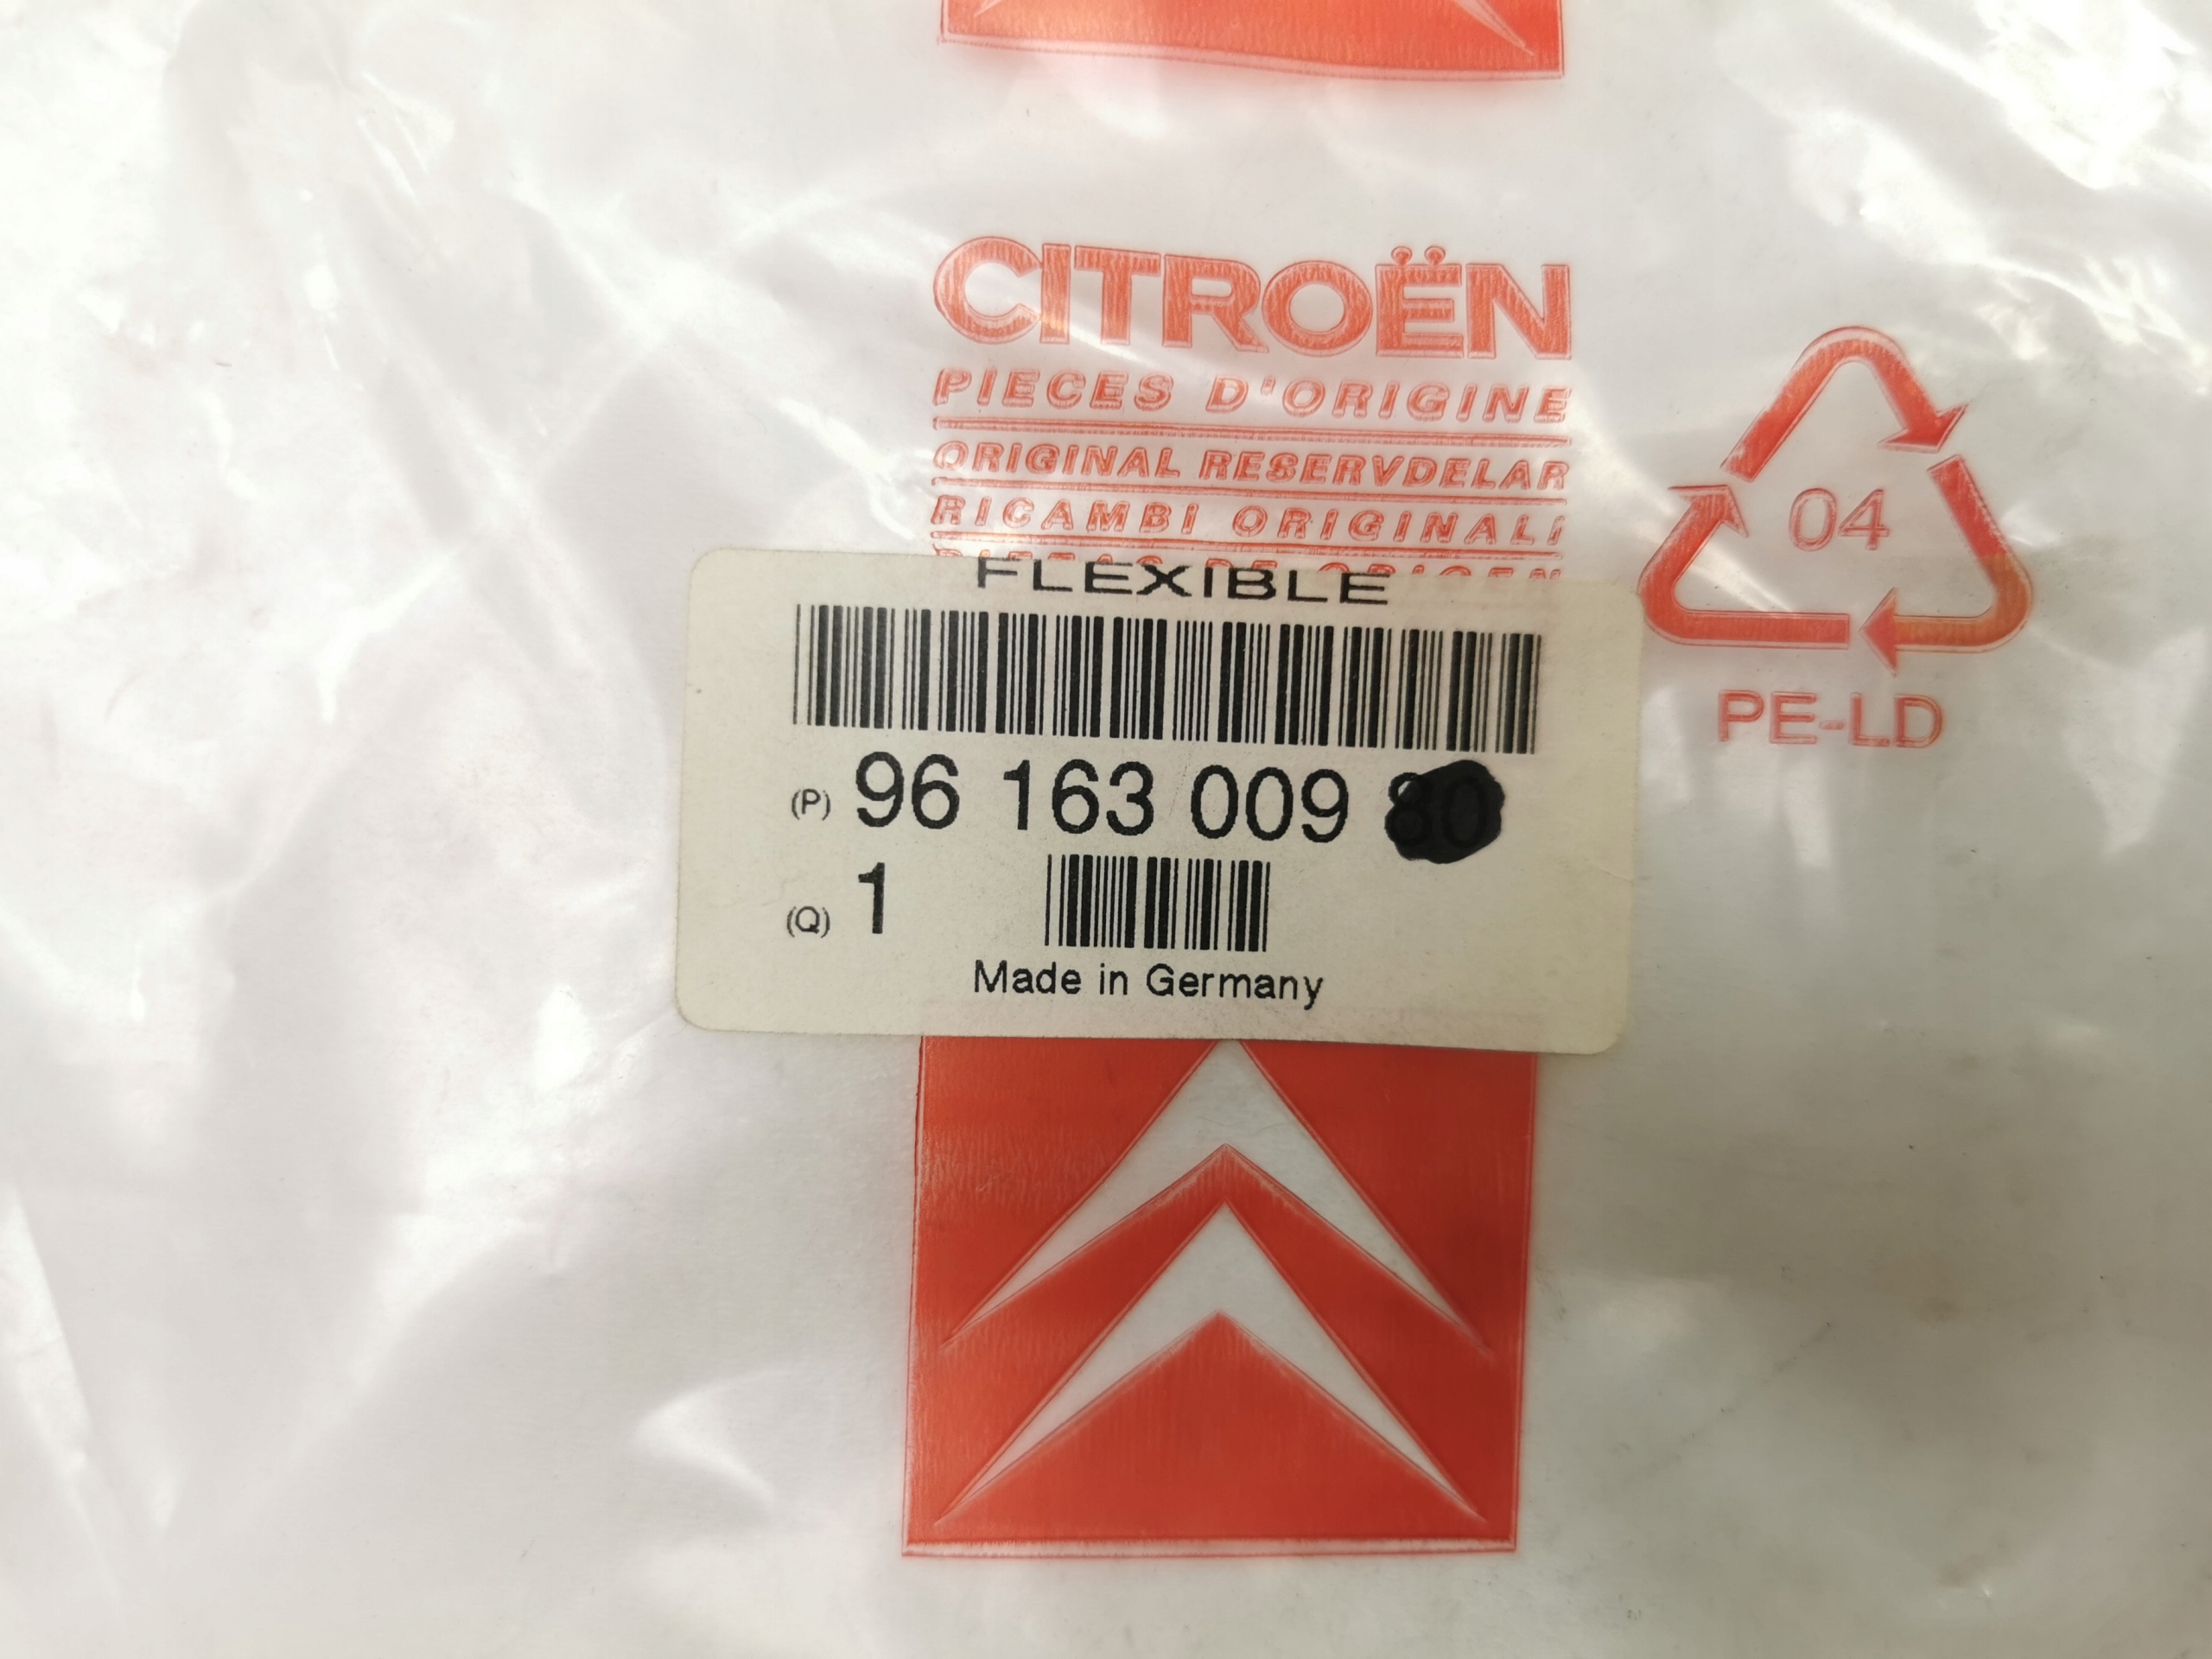 CITROËN
PIECES D'ORIGINE
ORIGINAL RESERVDELAR
RICAMBI ORIGINALI
FLEXIBLE
(P) 96 163 009 80
(Q) 1
Made in Germany
04
PE-LD